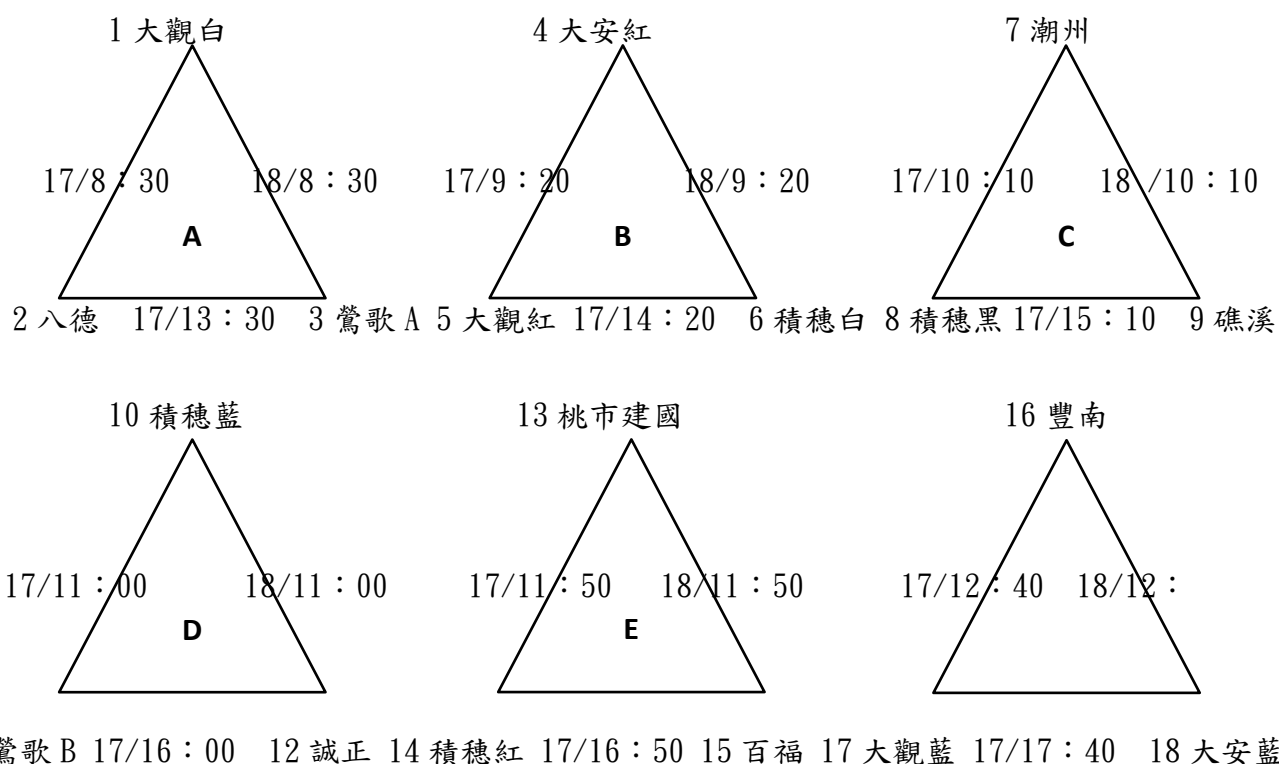 1 大觀白 4 大安紅 7 潮州
17/8：30 18/8：30 17/9：20 18/9：20 17/10：10 18 /10：10
A B C
2 八德 17/13：30 3 鶯歌 A 5 大觀紅 17/14：20 6 積穗白 8 積穗黑 17/15：10 9 礁溪
10 積穗藍 13 桃市建國 16 豐南
17/11：00 18/11：00 17/11：50 18/11：50 17/12：40 18/12：
D E
鶯歌 B 17/16：00 12 誠正 14 積穗紅 17/16：50 15 百福 17 大觀藍 17/17：40 18 大安藍